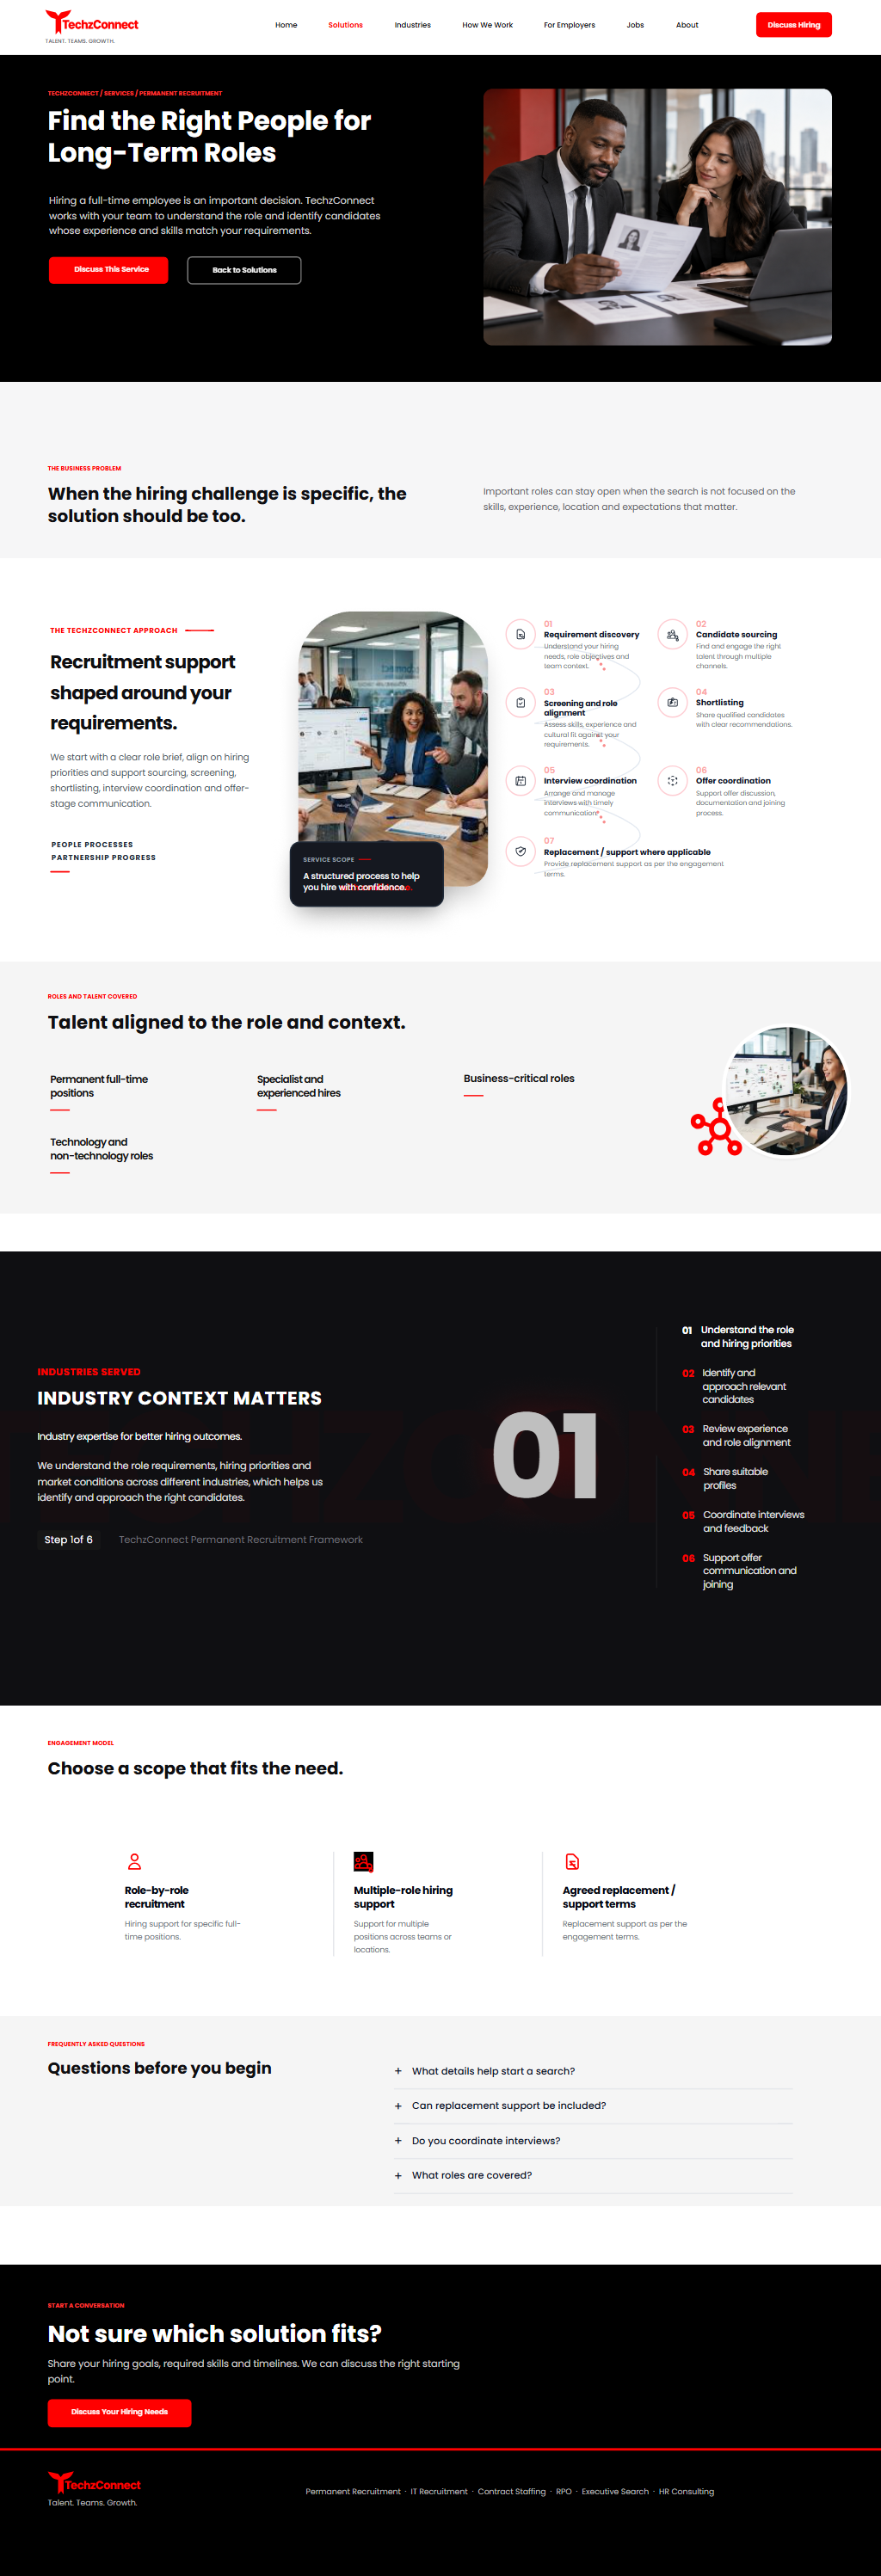 TechzConnect
TALENT. TEAMS. GROWTH.
Home
Solutions
Industries
How We Work
For Employers
Jobs
About
Discuss Hiring
TECHZCONNECT / SERVICES / PERMANENT RECRUITMENT
Find the Right People for
Long-Term Roles
Hiring a full-time employee is an important decision. TechzConnect
works with your team to understand the role and identify candidates
whose experience and skills match your requirements.
Discuss This Service
Back to Solutions
THE BUSINESS PROBLEM
When the hiring challenge is specific, the
solution should be too.
Important roles can stay open when the search is not focused on the
skills, experience, location and expectations that matter.
THE TECHZCONNECT APPROACH
Recruitment support
shaped around your
requirements.
We start with a clear role brief, align on hiring
priorities and support sourcing, screening,
shortlisting, interview coordination and offer-
stage communication.
PEOPLE PROCESSES
PARTNERSHIP PROGRESS
SERVICE SCOPE
A structured process to help
you hire with confidence.
01
Requirement discovery
Understand your hiring
needs, role objectives and
team context.
02
Candidate sourcing
Find and engage the right
talent through multiple
channels.
03
Screening and role
alignment
Assess skills, experience and
cultural fit against your
requirements.
04
Shortlisting
Share qualified candidates
with clear recommendations.
05
Interview coordination
Arrange and manage
interviews with timely
communication.
06
Offer coordination
Support offer discussion,
documentation and joining
process.
07
Replacement / support where applicable
Provide replacement support as per the engagement
terms.
ROLES AND TALENT COVERED
Talent aligned to the role and context.
Permanent full-time
positions
Specialist and
experienced hires
Business-critical roles
Technology and
non-technology roles
INDUSTRIES SERVED
INDUSTRY CONTEXT MATTERS
Industry expertise for better hiring outcomes.
We understand the role requirements, hiring priorities and
market conditions across different industries, which helps us
identify and approach the right candidates.
Step 1of 6
TechzConnect Permanent Recruitment Framework
01
01 Understand the role
and hiring priorities
02 Identify and
approach relevant
candidates
03 Review experience
and role alignment
04 Share suitable
profiles
05 Coordinate interviews
and feedback
06 Support offer
communication and
joining
ENGAGEMENT MODEL
Choose a scope that fits the need.
Role-by-role
recruitment
Hiring support for specific full-
time positions.
Multiple-role hiring
support
Support for multiple
positions across teams or
locations.
Agreed replacement /
support terms
Replacement support as per the
engagement terms.
FREQUENTLY ASKED QUESTIONS
Questions before you begin
+ What details help start a search?
+ Can replacement support be included?
+ Do you coordinate interviews?
+ What roles are covered?
START A CONVERSATION
Not sure which solution fits?
Share your hiring goals, required skills and timelines. We can discuss the right starting
point.
Discuss Your Hiring Needs
TechzConnect
Talent. Teams. Growth.
Permanent Recruitment · IT Recruitment · Contract Staffing · RPO · Executive Search · HR Consulting